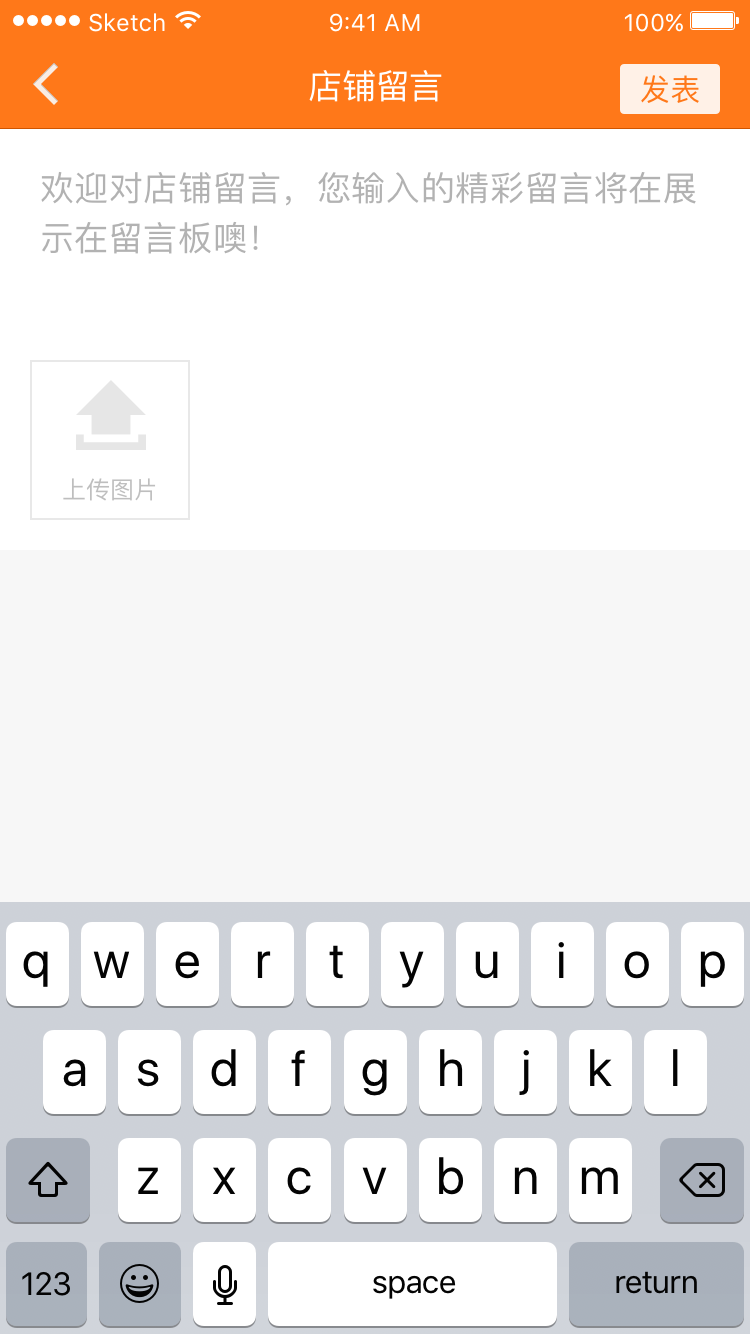 Sketch 9:41 AM 100%
店铺留言 发表
欢迎对店铺留言，您输入的精彩留言将在展
示在留言板噢！
上传图片
q w e r t y u i o p
a s d f g h j k l
z x c v b n m
123 space return